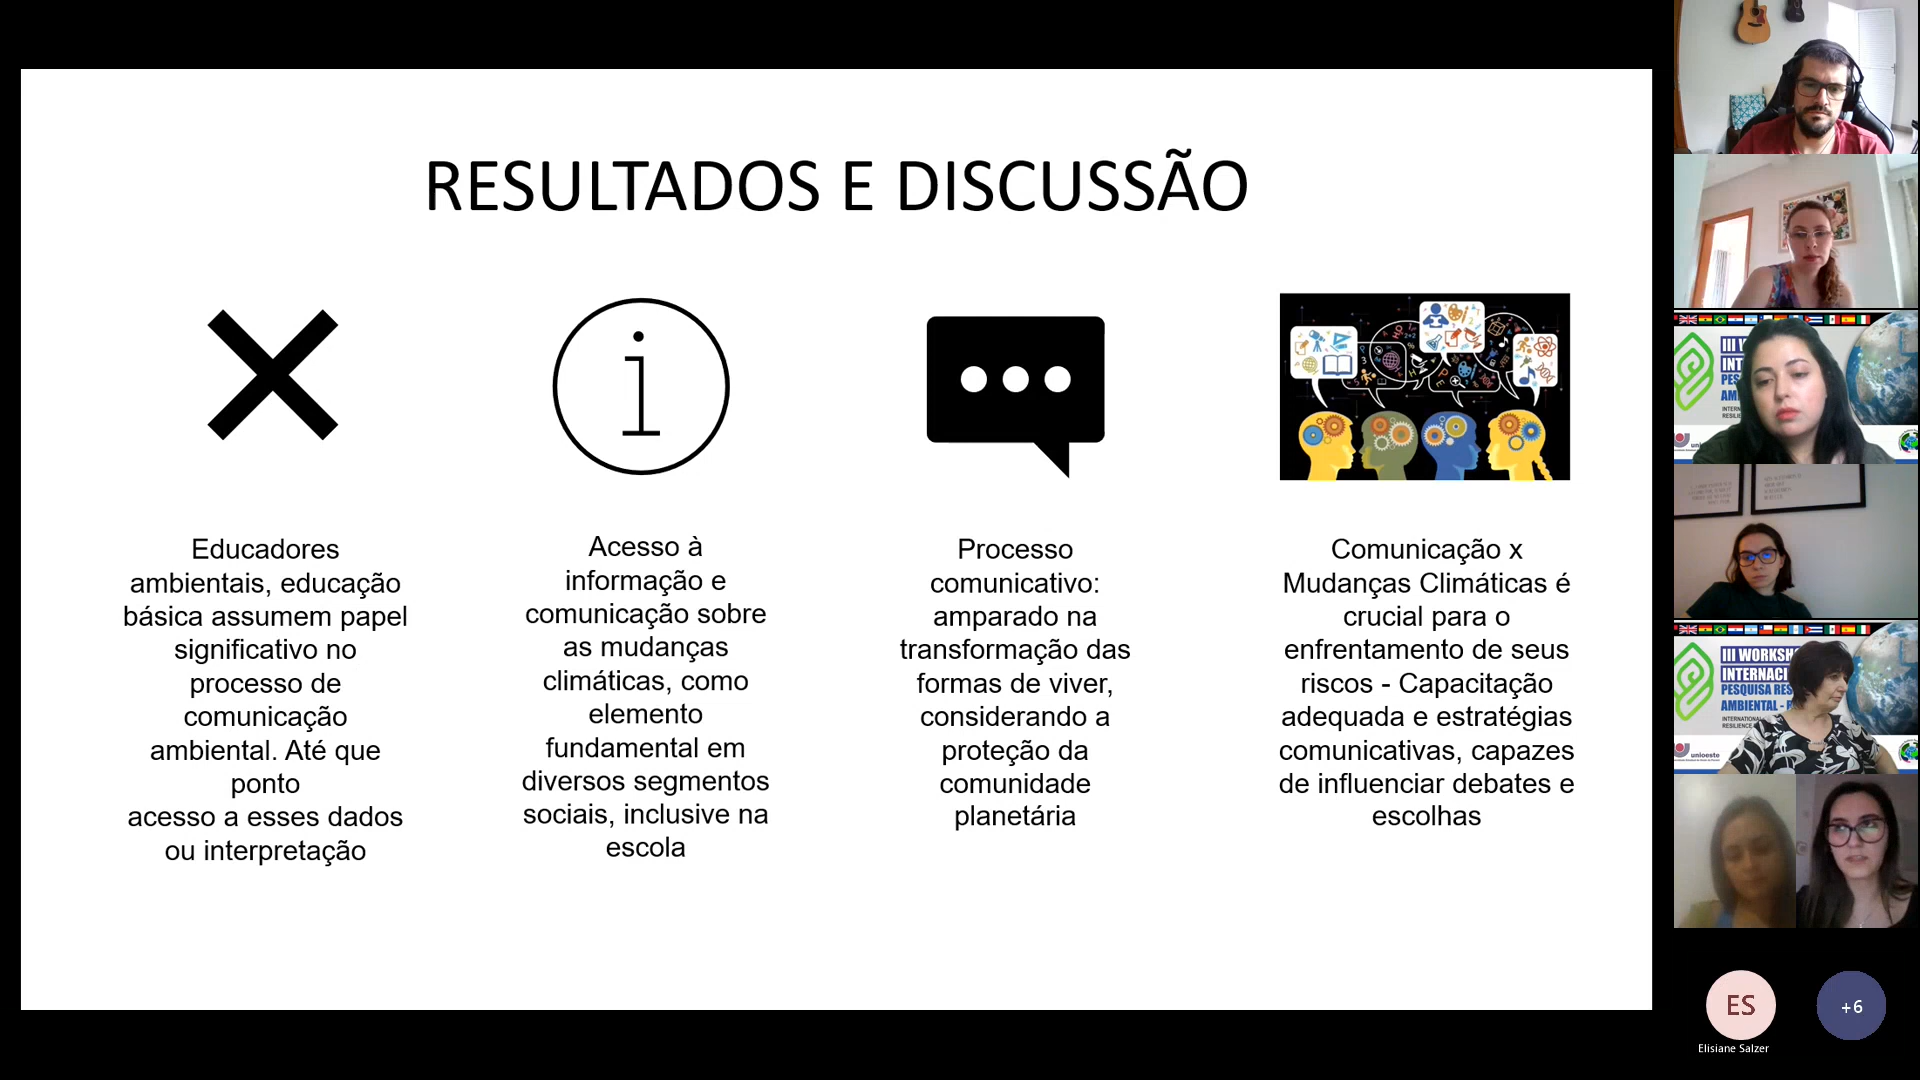 RESULTADOS E DISCUSSÃO
Educadores
ambientais, educação
básica assumem papel
significativo no
processo de
comunicação
ambiental. Até que
ponto
acesso a esses dados
ou interpretação
Acesso à
informação e
comunicação sobre
as mudanças
climáticas, como
elemento
fundamental em
diversos segmentos
sociais, inclusive na
escola
Processo
comunicativo:
amparado na
transformação das
formas de viver,
considerando a
proteção da
comunidade
planetária
Comunicação x
Mudanças Climáticas é
crucial para o
enfrentamento de seus
riscos - Capacitação
adequada e estratégias
comunicativas, capazes
de influenciar debates e
escolhas
III
III WORKSH
INTERNACI
PESQUISA RES
AMBIENTAL -
unioeste
ES
+6
Elisiane Salzer